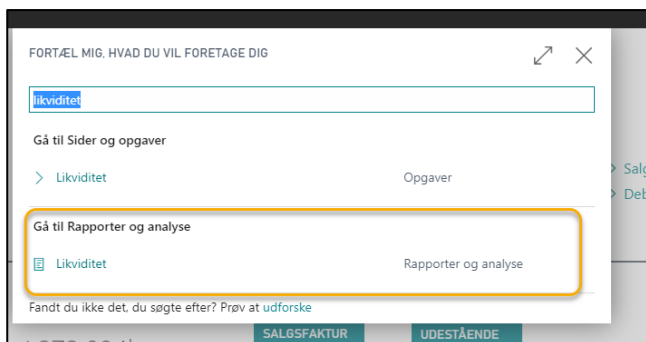 FORTÆL MIG, HVAD DU VIL FORETAGE DIG
likviditet
Gå til Sider og opgaver
Likviditet Opgaver
Gå til Rapporter og analyse
Likviditet Rapporter og analyse
Fandt du ikke det, du søgte efter? Prøv at udforske
SALGSFAKTUR UDESTÅENDE